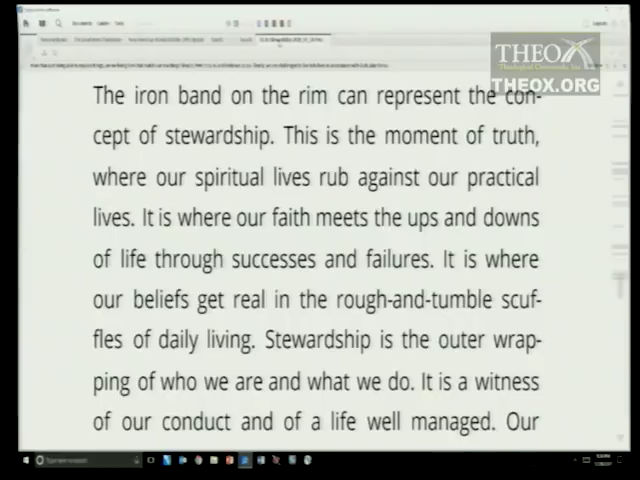 THEOX
THEOX.ORG
The iron band on the rim can represent the con-
cept of stewardship. This is the moment of truth,
where our spiritual lives rub against our practical
lives. It is where our faith meets the ups and downs
of life through successes and failures. It is where
our beliefs get real in the rough-and-tumble scuf-
fles of daily living. Stewardship is the outer wrap-
ping of who we are and what we do. It is a witness
of our conduct and of a life well managed. Our